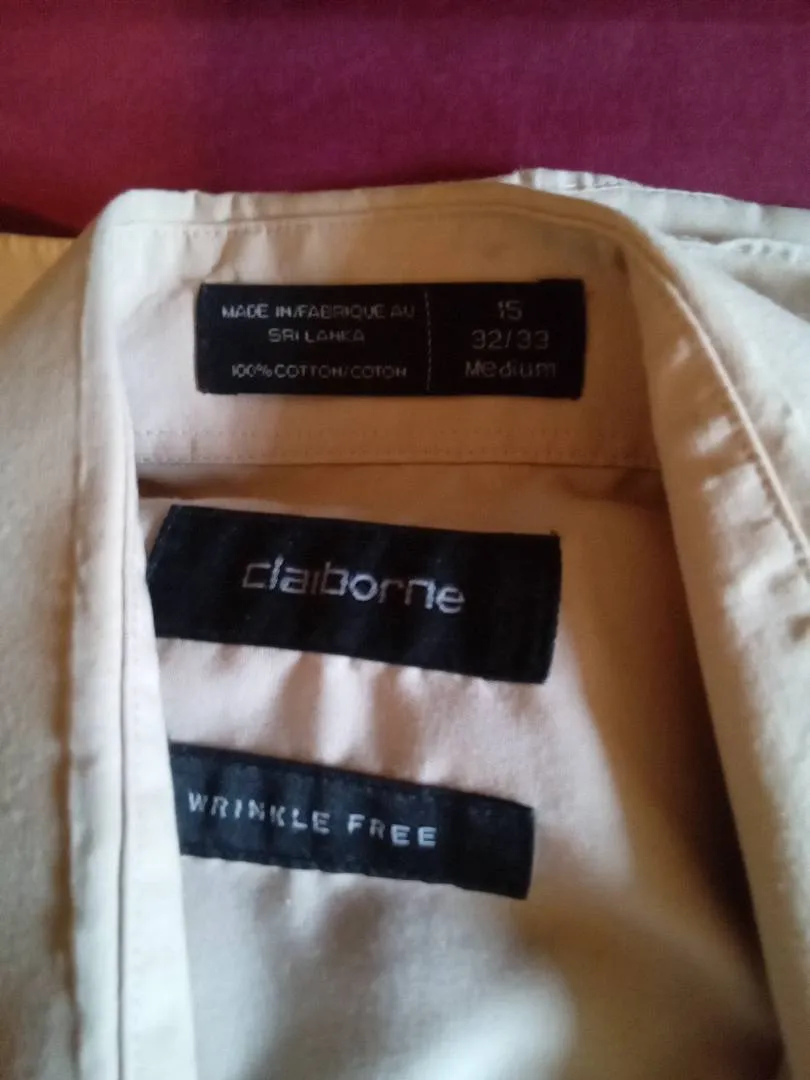 MADE IN/FABRIQUE AU
SRI LANKA
100% COTTON/COTON
15
32/33
Medium
claiborne
WRINKLE FREE